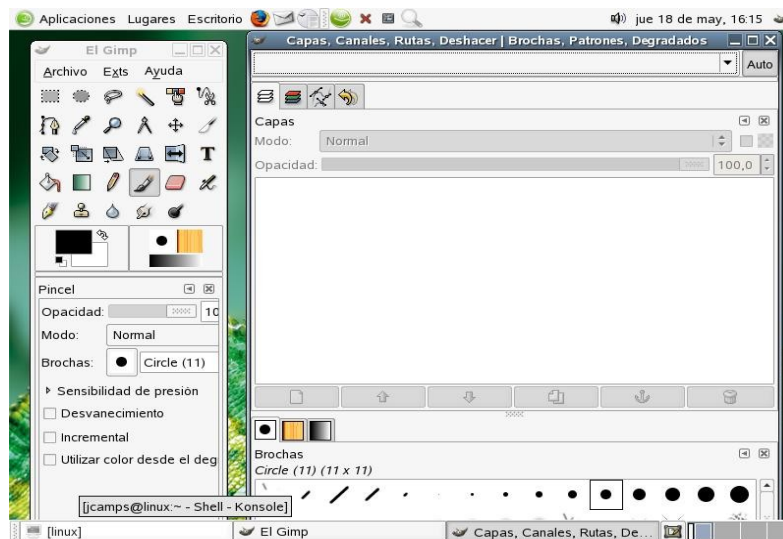 Aplicaciones Lugares Escritorio jue 18 de may, 16:15
El Gimp
Archivo Exts Ayuda
Pincel
Opacidad: 10
Modo: Normal
Brochas: Circle (11)
Sensibilidad de presión
Desvanecimiento
Incremental
Utilizar color desde el deg
Capas, Canales, Rutas, Deshacer | Brochas, Patrones, Degradados
Auto
Capas
Modo: Normal
Opacidad: 100,0
Brochas
Circle (11) (11 x 11)
[jcamps@linux:~ - Shell - Konsole]
[linux] El Gimp Capas, Canales, Rutas, De...